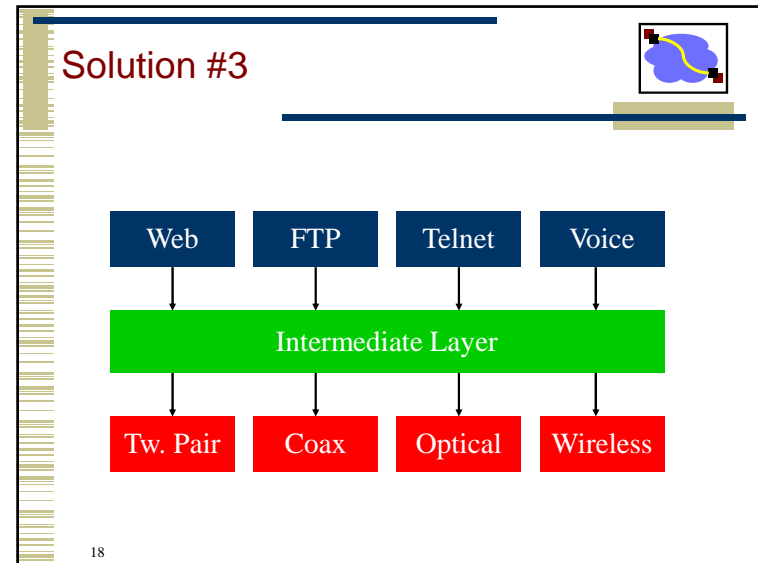 Solution #3
Web FTP Telnet Voice
Intermediate Layer
Tw. Pair Coax Optical Wireless
18